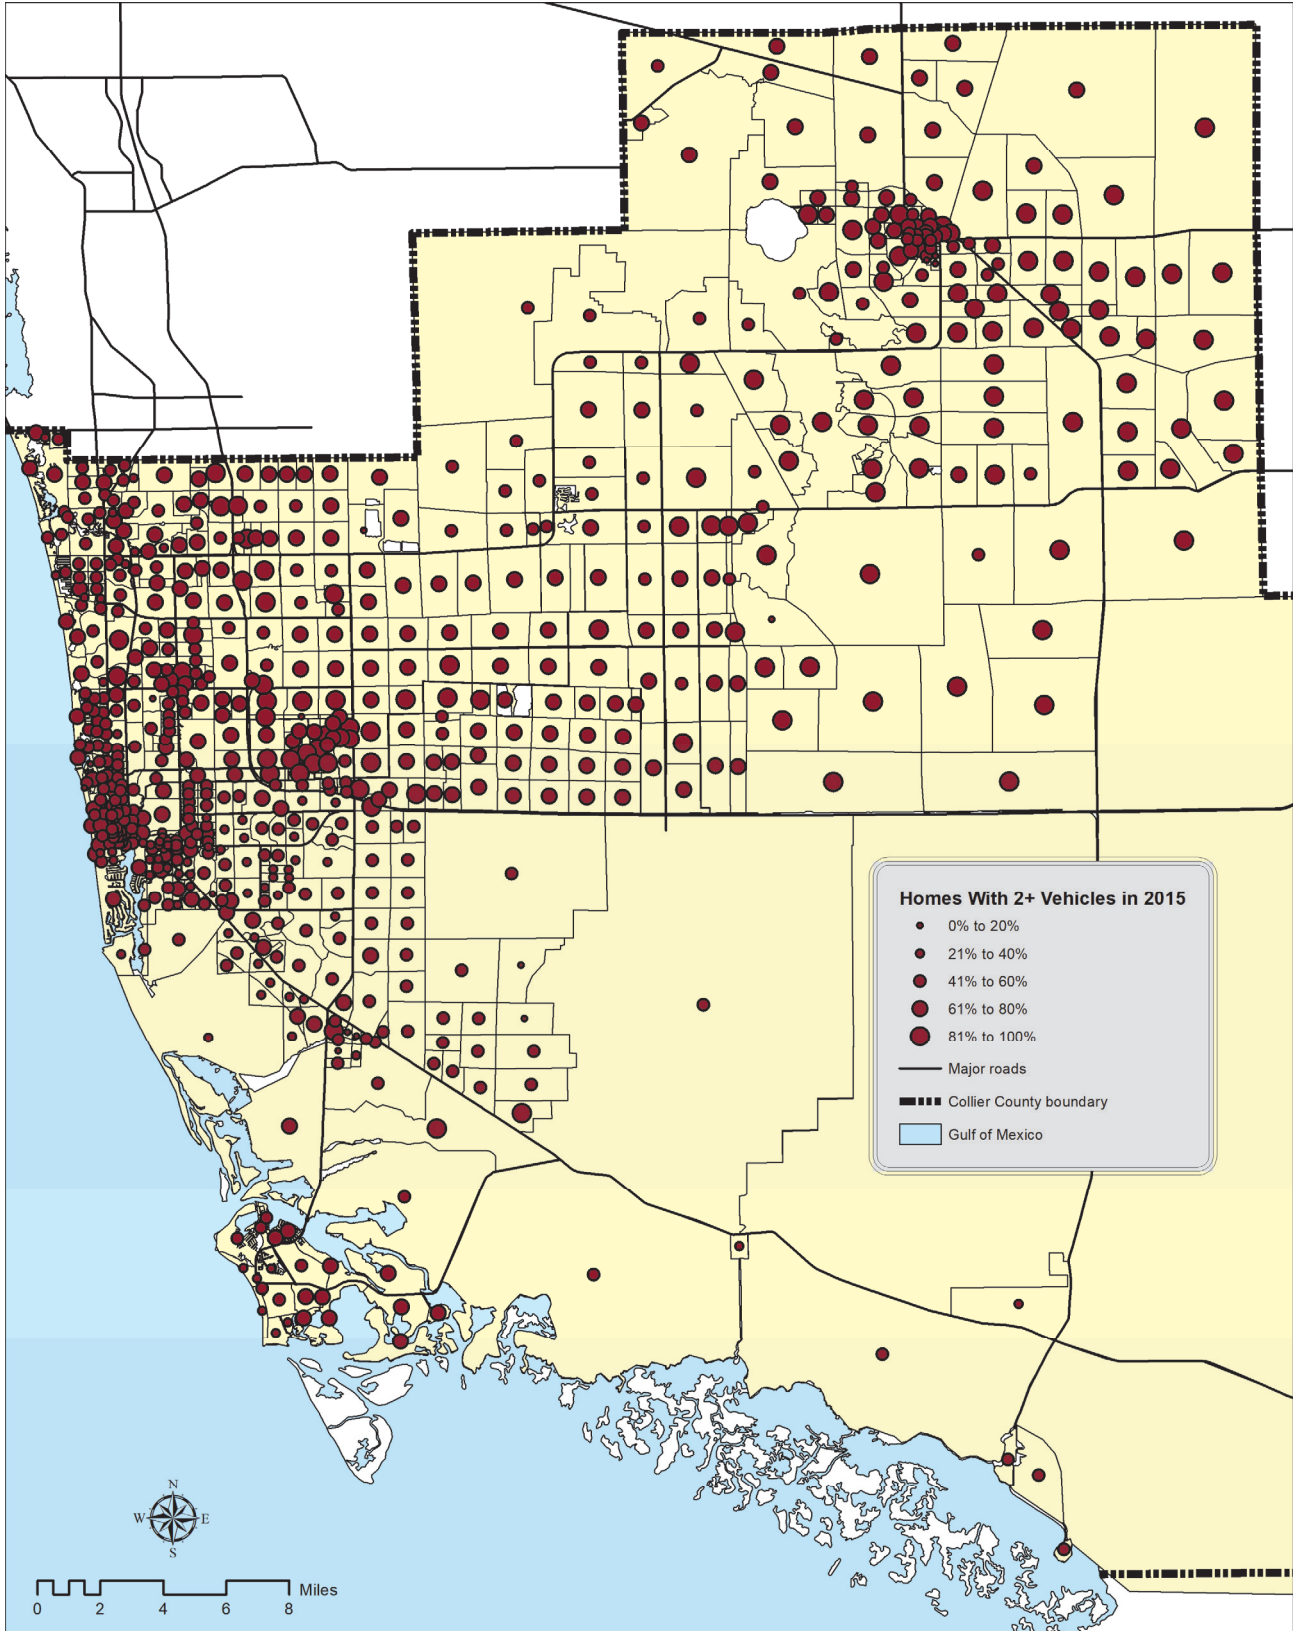 Homes With 2+ Vehicles in 2015
0% to 20%
21% to 40%
41% to 60%
61% to 80%
81% to 100%
Major roads
Collier County boundary
Gulf of Mexico
N
W E
S
Miles
0 2 4 6 8